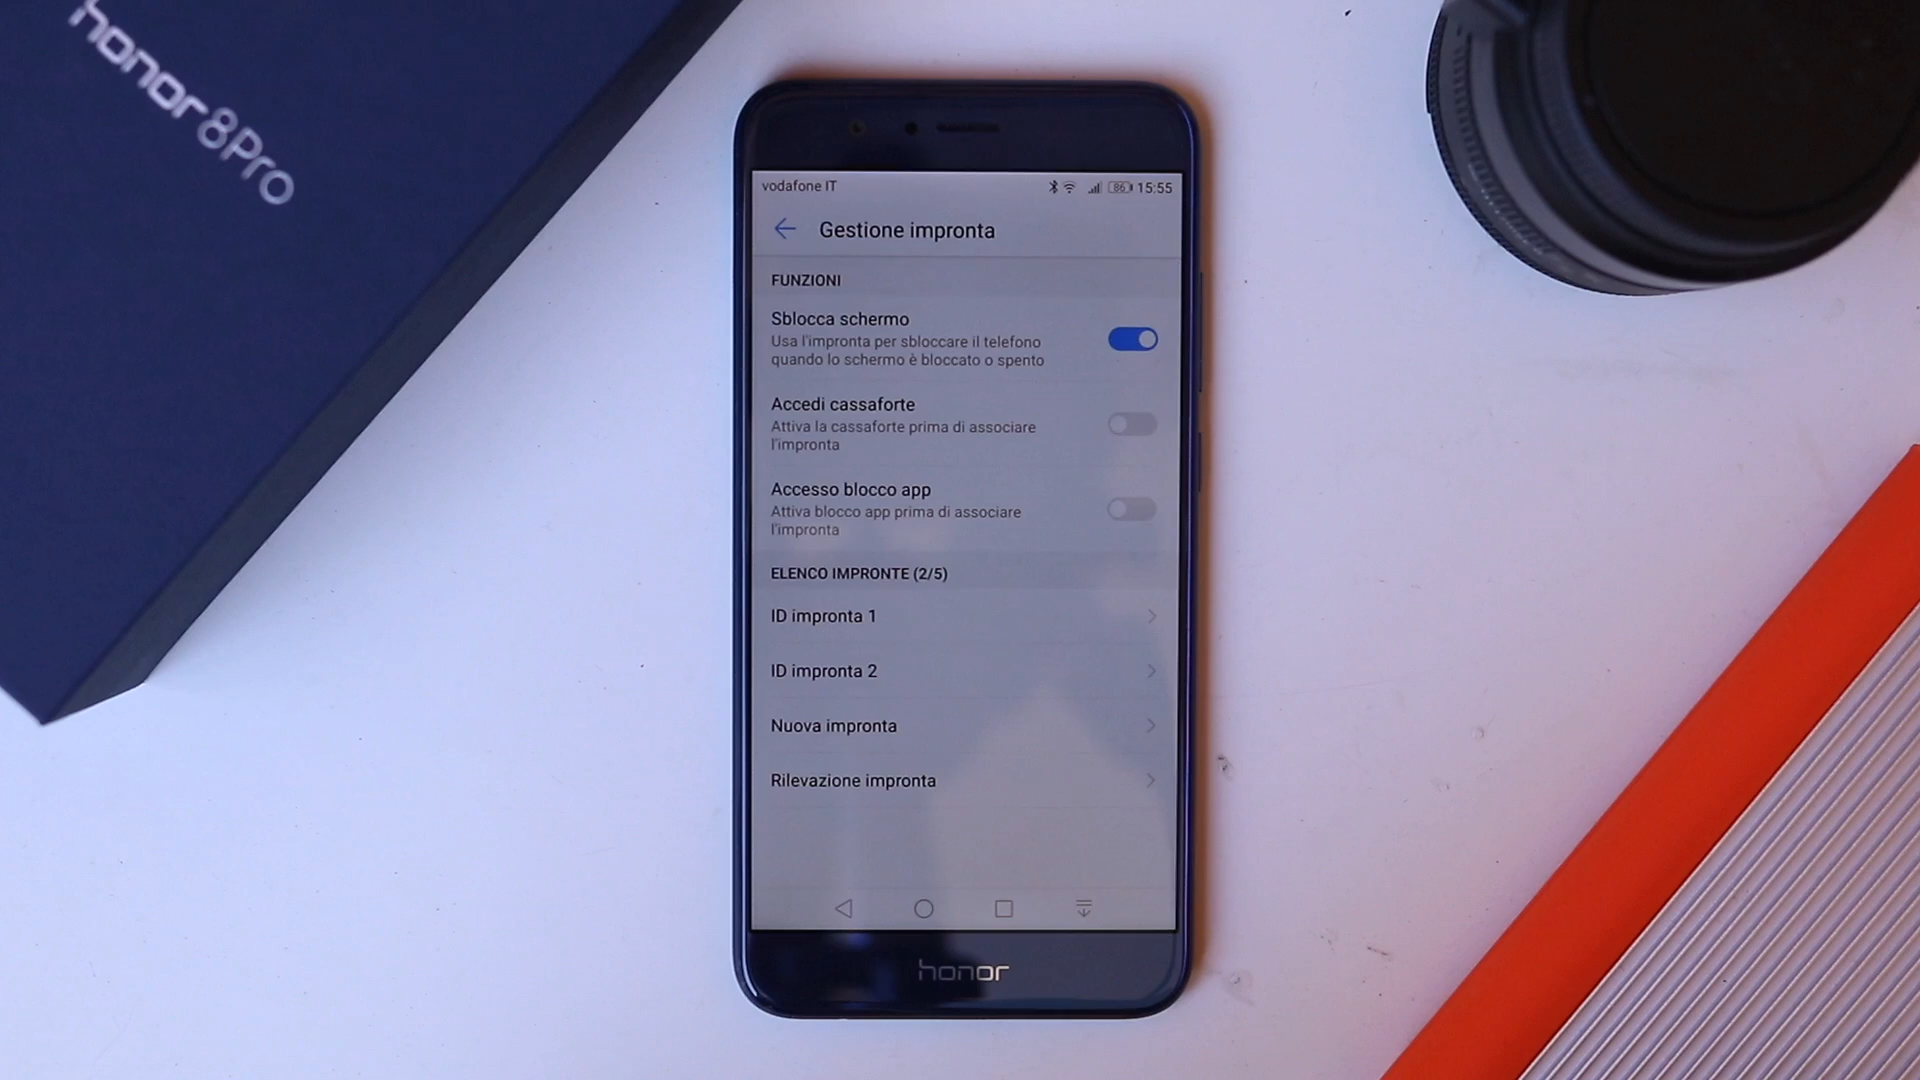 honor8Pro
vodafone IT
86 15:55
Gestione impronta
FUNZIONI
Sblocca schermo
Usa l'impronta per sbloccare il telefono
quando lo schermo è bloccato o spento
Accedi cassaforte
Attiva la cassaforte prima di associare
l'impronta
Accesso blocco app
Attiva blocco app prima di associare
l'impronta
ELENCO IMPRONTE (2/5)
ID impronta 1
ID impronta 2
Nuova impronta
Rilevazione impronta
honor